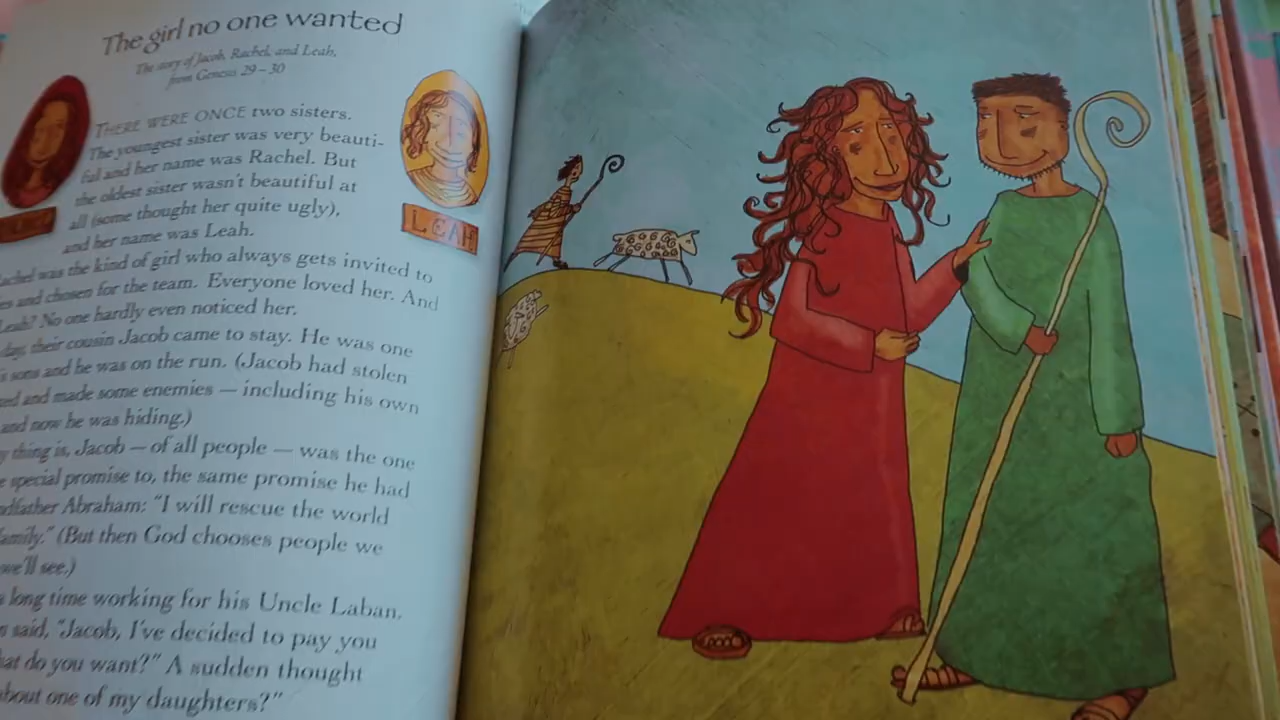 The girl no one wanted
The story of Jacob, Rachel, and Leah,
from Genesis 29–30
THERE WERE ONCE two sisters.
The youngest sister was very beauti-
ful and her name was Rachel. But
the oldest sister wasn't beautiful at
all (some thought her quite ugly),
and her name was Leah.
LEAH
was the kind of girl who always gets invited to
and chosen for the team. Everyone loved her. And
Leah? No one hardly even noticed her.
day, their cousin Jacob came to stay. He was one
sons and he was on the run. (Jacob had stolen
and made some enemies — including his own
and now he was hiding.)
thing is, Jacob — of all people — was the one
special promise to, the same promise he had
Abraham: "I will rescue the world
family." (But then God chooses people we
we'll see.)
long time working for his Uncle Laban.
said, "Jacob, I've decided to pay you
do you want?" A sudden thought
about one of my daughters?"